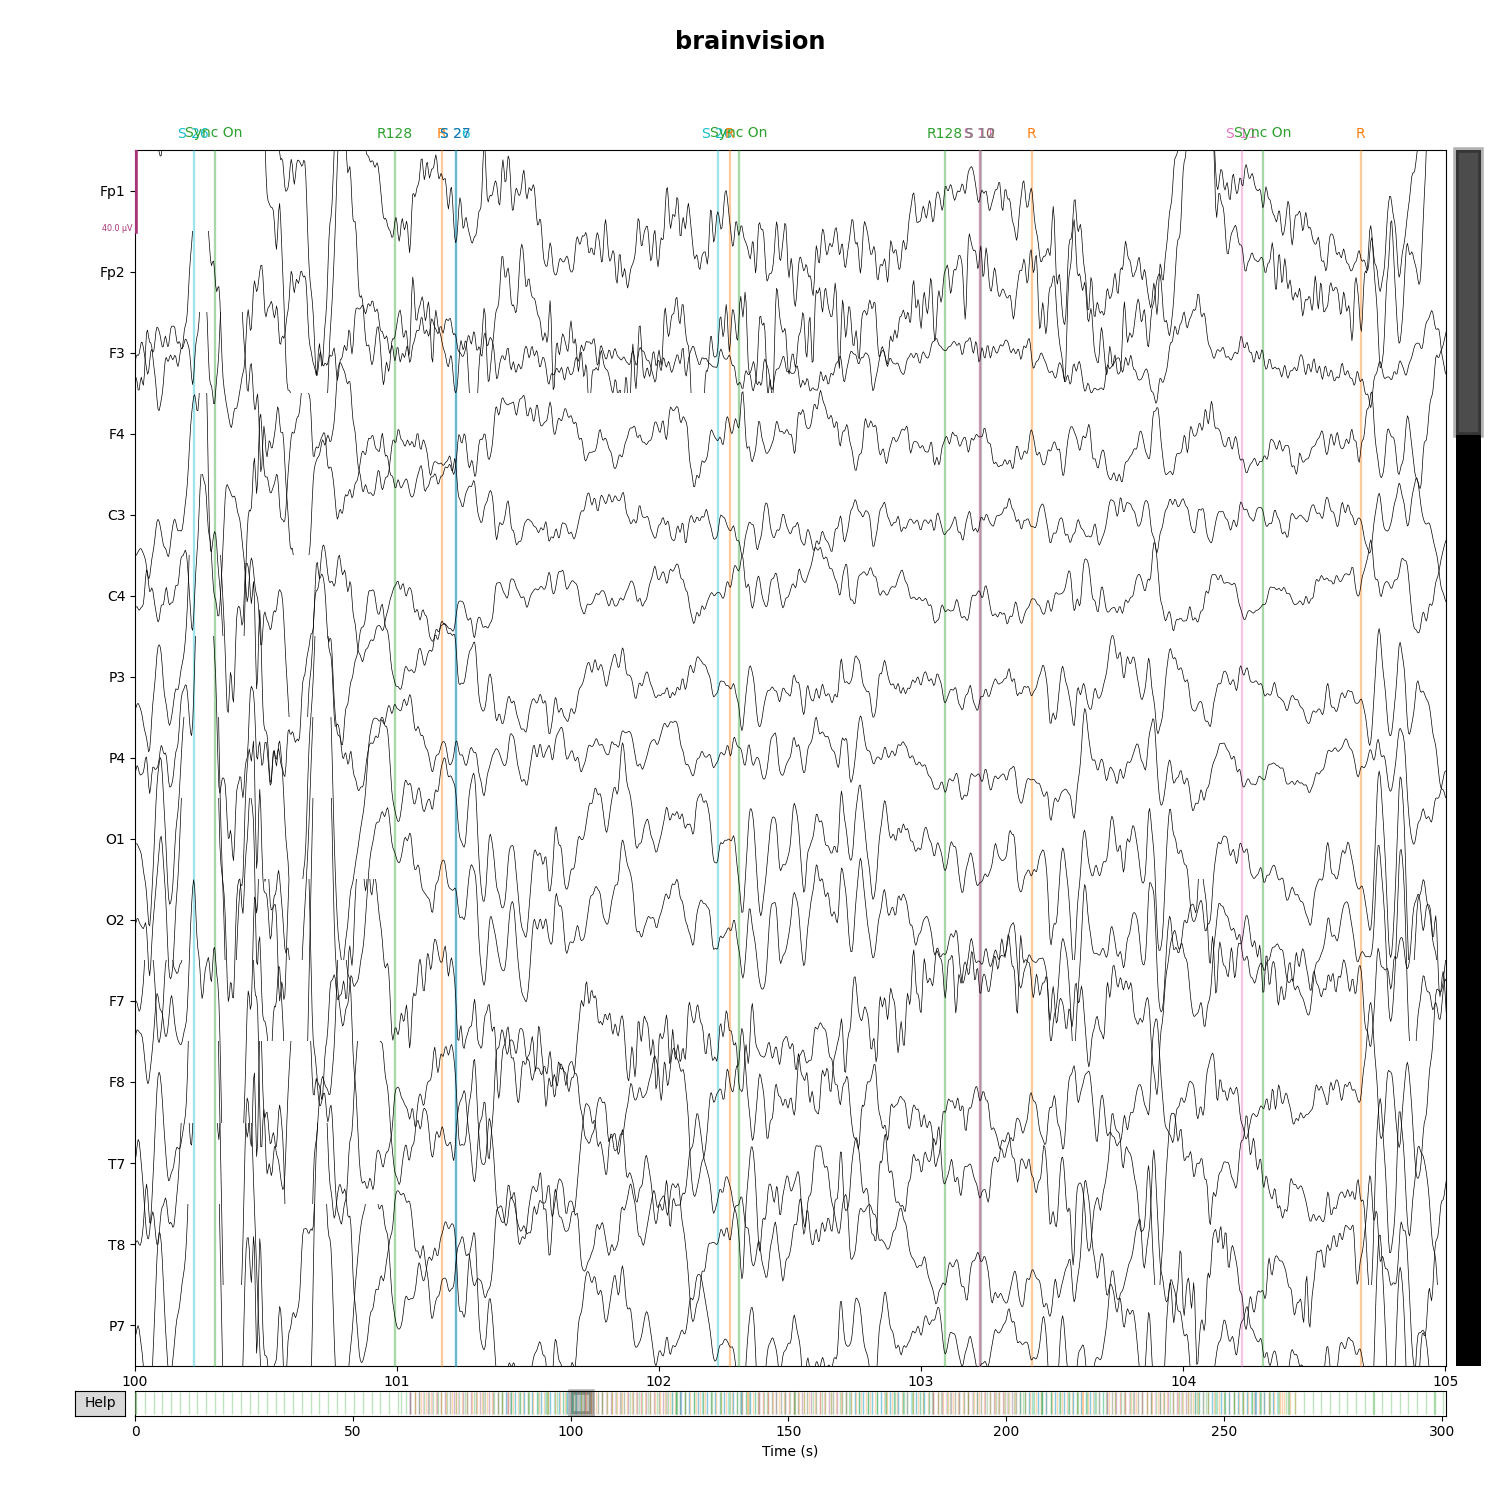 brainvision
Sync On R128 R S 27 Sync On R128 R Sync On R
Fp1
40.0 µV
Fp2
F3
F4
C3
C4
P3
P4
O1
O2
F7
F8
T7
T8
P7
100 101 102 103 104 105
Help
0 50 100 150 200 250 300
Time (s)